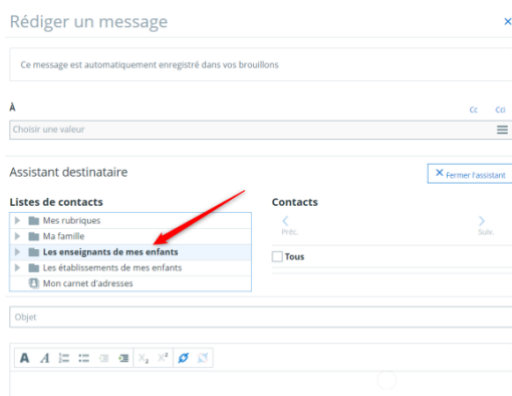 Rédiger un message
×
Ce message est automatiquement enregistré dans vos brouillons
À
Cc Cci
Choisir une valeur
Assistant destinataire
× Fermer l'assistant
Listes de contacts
Contacts
Mes rubriques
Ma famille
Préc. Suiv.
Les enseignants de mes enfants
Tous
Les établissements de mes enfants
Mon carnet d'adresses
Objet
A A X₂ X²